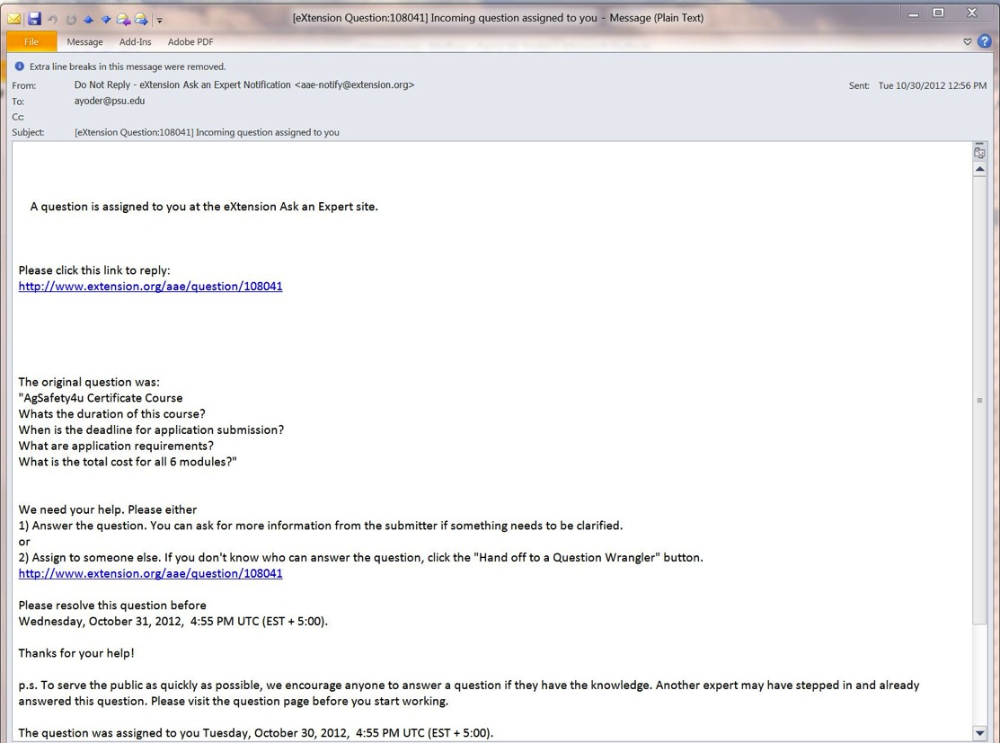 [eXtension Question:108041] Incoming question assigned to you - Message (Plain Text)
File Message Add-Ins Adobe PDF
Extra line breaks in this message were removed.
From: Do Not Reply - eXtension Ask an Expert Notification <aae-notify@extension.org> Sent: Tue 10/30/2012 12:56 PM
To: ayoder@psu.edu
Cc:
Subject: [eXtension Question:108041] Incoming question assigned to you
A question is assigned to you at the eXtension Ask an Expert site.
Please click this link to reply:
http://www.extension.org/aae/question/108041
The original question was:
"AgSafety4u Certificate Course
Whats the duration of this course?
When is the deadline for application submission?
What are application requirements?
What is the total cost for all 6 modules?"
We need your help. Please either
1) Answer the question. You can ask for more information from the submitter if something needs to be clarified.
or
2) Assign to someone else. If you don't know who can answer the question, click the "Hand off to a Question Wrangler" button.
http://www.extension.org/aae/question/108041
Please resolve this question before
Wednesday, October 31, 2012,  4:55 PM UTC (EST + 5:00).
Thanks for your help!
p.s. To serve the public as quickly as possible, we encourage anyone to answer a question if they have the knowledge. Another expert may have stepped in and already
answered this question. Please visit the question page before you start working.
The question was assigned to you Tuesday, October 30, 2012,  4:55 PM UTC (EST + 5:00).